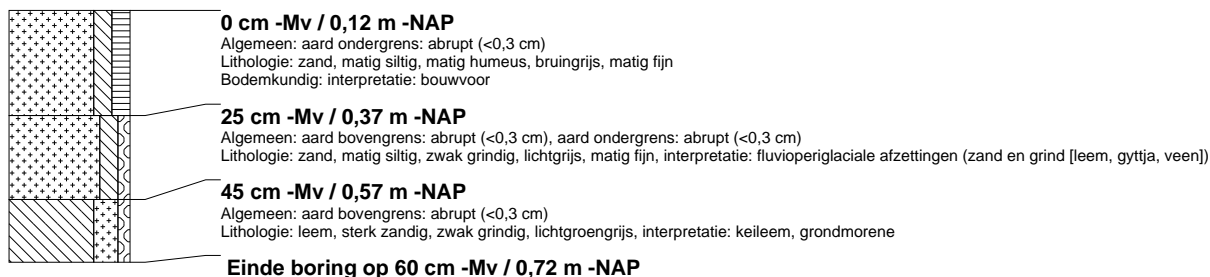 0 cm -Mv / 0,12 m -NAP
Algemeen: aard ondergrens: abrupt (<0,3 cm)
Lithologie: zand, matig siltig, matig humeus, bruingrijs, matig fijn
Bodemkundig: interpretatie: bouwvoor
25 cm -Mv / 0,37 m -NAP
Algemeen: aard bovengrens: abrupt (<0,3 cm), aard ondergrens: abrupt (<0,3 cm)
Lithologie: zand, matig siltig, zwak grindig, lichtgrijs, matig fijn, interpretatie: fluvioperiglaciale afzettingen (zand en grind [leem, gyttja, veen])
45 cm -Mv / 0,57 m -NAP
Algemeen: aard bovengrens: abrupt (<0,3 cm)
Lithologie: leem, sterk zandig, zwak grindig, lichtgroengrijs, interpretatie: keileem, grondmorene
Einde boring op 60 cm -Mv / 0,72 m -NAP